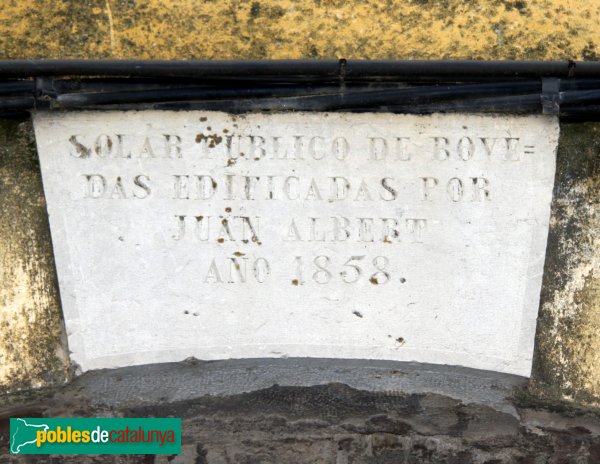 SOLAR PUBLICO DE BOVE=
DAS EDIFICADAS POR
JUAN ALBERT
AÑO 1858.
poblesdecatalunya